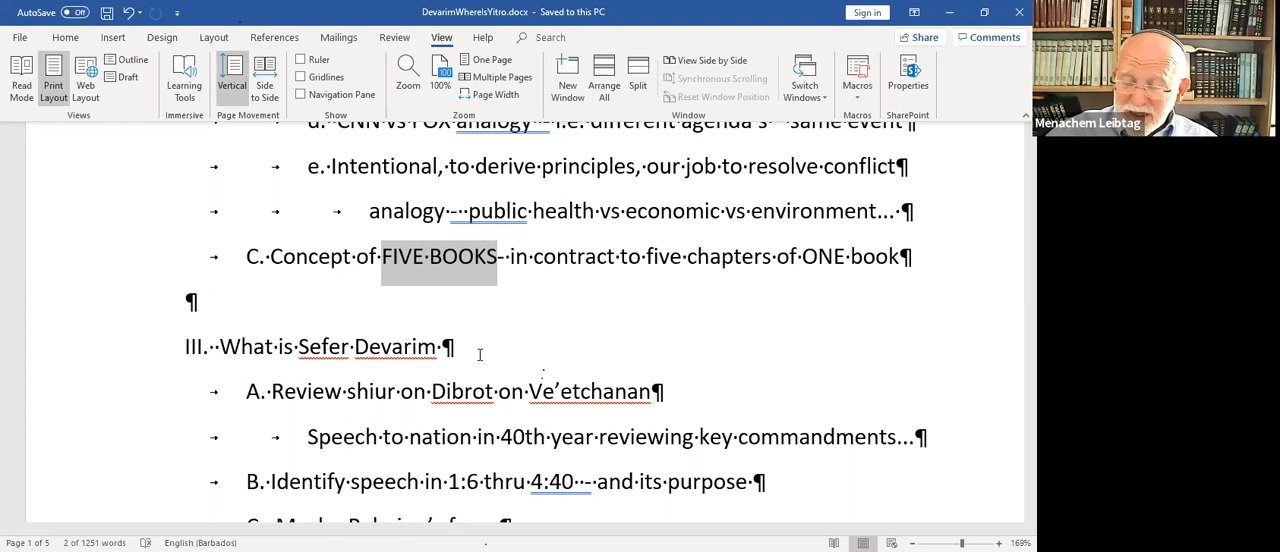 AutoSave Off DevarimWhereIsYitro.docx - Saved to this PC Sign in
File Home Insert Design Layout References Mailings Review View Help Search Share Comments
Read Mode Print Layout Web Layout Outline Draft Learning Tools Vertical Side to Side Ruler Gridlines Navigation Pane Zoom 100 100% One Page Multiple Pages Page Width New Window Arrange All Split View Side by Side Synchronous Scrolling Reset Window Position Switch Windows Macros Properties
Views Immersive Page Movement Show Zoom Window Macros SharePoint
Menachem Leibtag
analogy i.e. different agenda's same event
e. Intentional, to derive principles, our job to resolve conflict
analogy - public health vs economic vs environment...
C. Concept of FIVE BOOKS- in contract to five chapters of ONE book
III. What is Sefer Devarim
A. Review shiur on Dibrot on Ve'etchanan
Speech to nation in 40th year reviewing key commandments...
B. Identify speech in 1:6 thru 4:40 - and its purpose
Page 1 of 5 2 of 1251 words English (Barbados) 169%